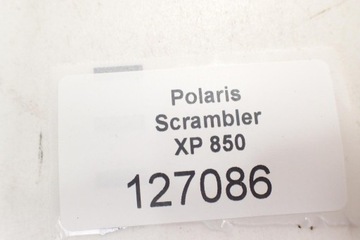 Polaris
Scrambler
XP 850
127086